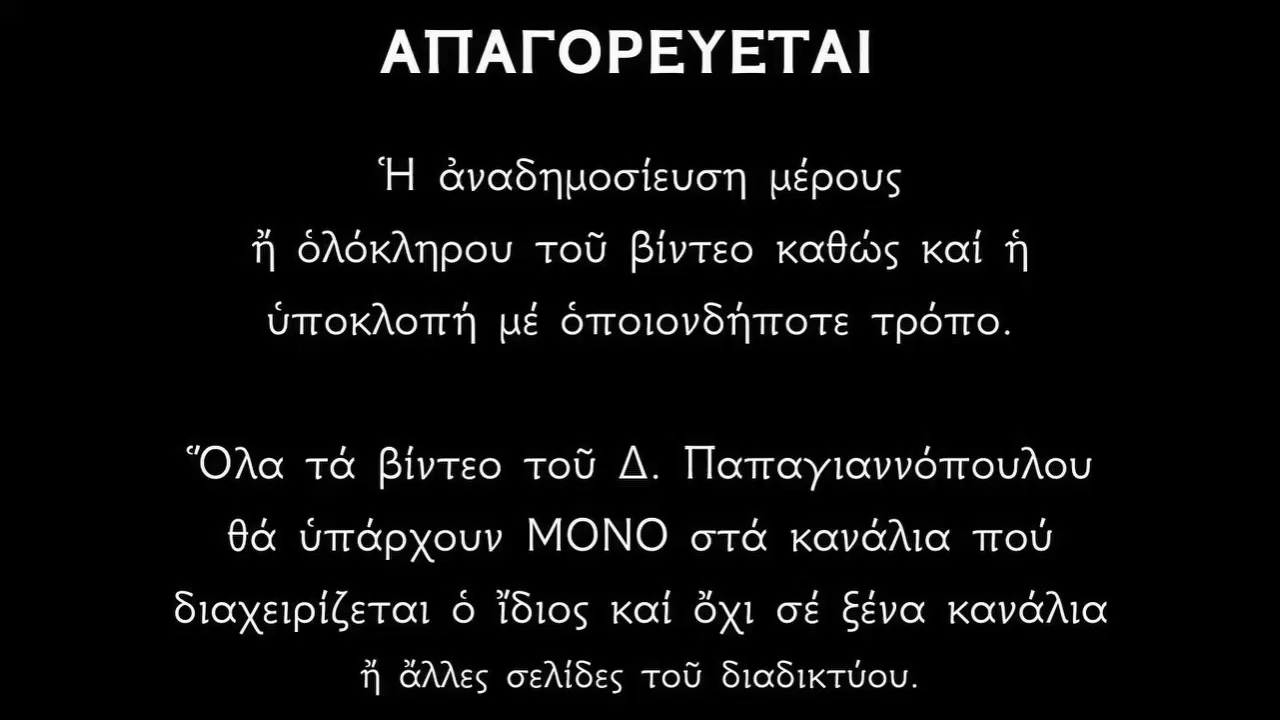 ΑΠΑΓΟΡΕΥΕΤΑΙ
Ἡ ἀναδημοσίευση μέρους
ἤ ὁλόκληρου τοῦ βίντεο καθώς καί ἡ
ὑποκλοπή μέ ὁποιονδήποτε τρόπο.
Ὅλα τά βίντεο τοῦ Δ. Παπαγιαννόπουλου
θά ὑπάρχουν ΜΟΝΟ στά κανάλια πού
διαχειρίζεται ὁ ἴδιος καί ὄχι σέ ξένα κανάλια
ἤ ἄλλες σελίδες τοῦ διαδικτύου.